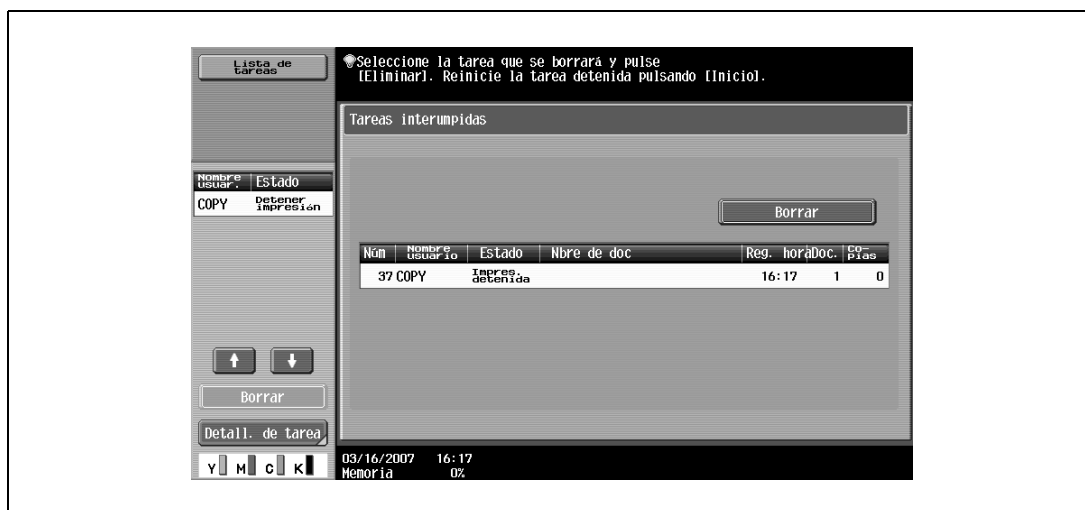 Lista de
tareas
Seleccione la tarea que se borrará y pulse
[Eliminar]. Reinicie la tarea detenida pulsando [Inicio].
Tareas interumpidas
Nombre
usuar.
Estado
COPY
Detener
impresión
Borrar
Núm
Nombre
usuario
Estado
Nbre de doc
Reg. hora
Doc.
Co-
pias
37 COPY
Impres.
detenida
16:17
1
0
Borrar
Detall. de tarea
Y M C K
03/16/2007 16:17
Memoria 0%